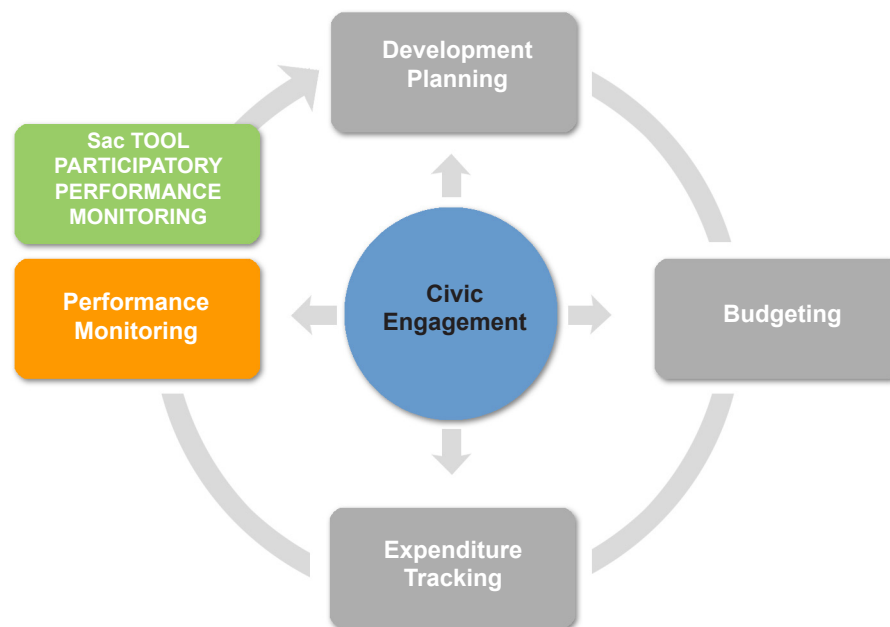 Development
Planning
Sac TOOL
PARTICIPATORY
PERFORMANCE
MONITORING
Performance
Monitoring
Civic
Engagement
Budgeting
Expenditure
Tracking